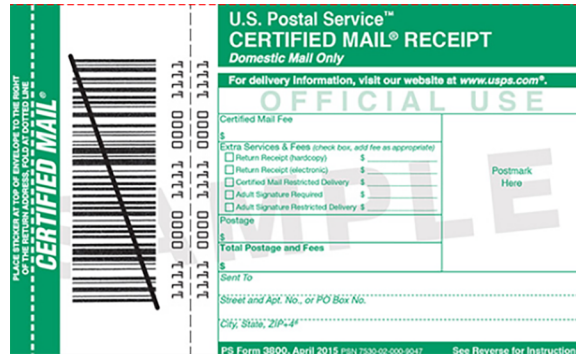 PLACE STICKER AT TOP OF ENVELOPE TO THE RIGHT
OF THE RETURN ADDRESS, FOLD AT DOTTED LINE
CERTIFIED MAIL®
U.S. Postal Service™
CERTIFIED MAIL® RECEIPT
Domestic Mail Only
For delivery information, visit our website at www.usps.com®.
OFFICIAL USE
Certified Mail Fee
$
Extra Services & Fees (check box, add fee as appropriate)
Return Receipt (hardcopy) $
Return Receipt (electronic) $
Certified Mail Restricted Delivery $
Adult Signature Required $
Adult Signature Restricted Delivery $
Postmark
Here
Postage
$
Total Postage and Fees
$
Sent To
Street and Apt. No., or PO Box No.
City, State, ZIP+4®
PS Form 3800, April 2015 PSN 7530-02-000-9047 See Reverse for Instruction
SAMPLE